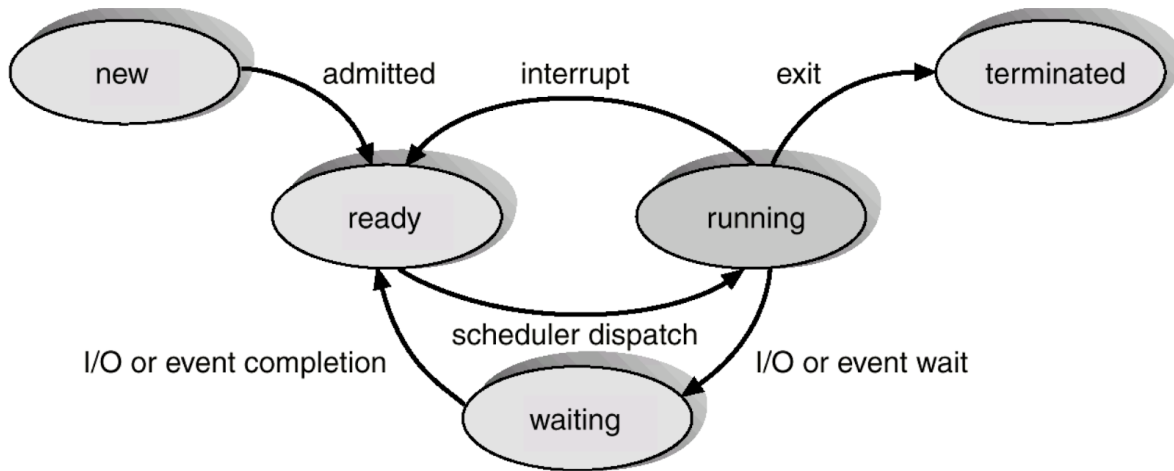 new
admitted
interrupt
exit
terminated
ready
running
scheduler dispatch
I/O or event completion
I/O or event wait
waiting